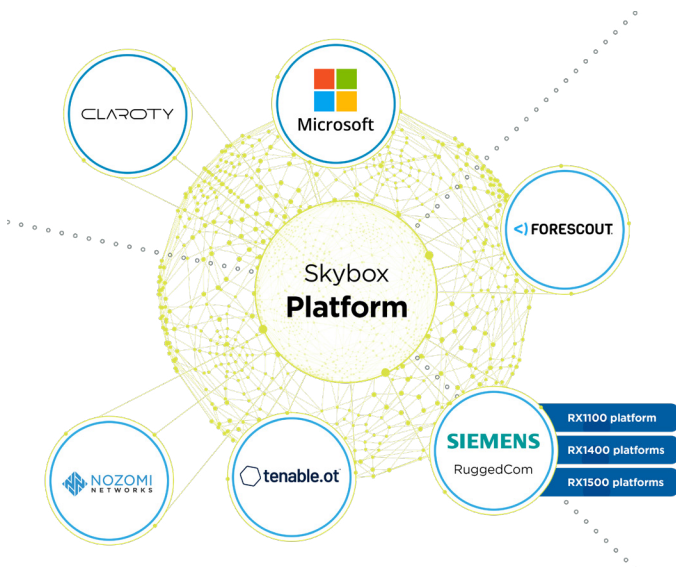 CLAROTY
Microsoft
FORESCOUT.
Skybox
Platform
RX1100 platform
SIEMENS
RX1400 platforms
RuggedCom
RX1500 platforms
NOZOMI
NETWORKS
tenable.ot